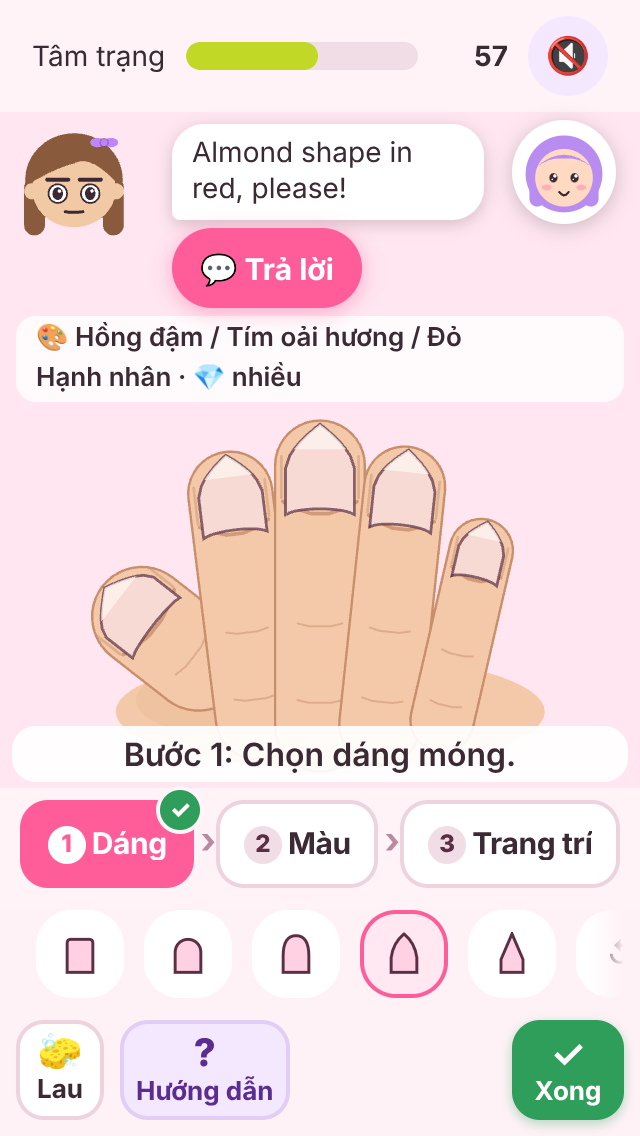 Tâm trạng
57
Almond shape in
red, please!
Trả lời
Hồng đậm / Tím oải hương / Đỏ
Hạnh nhân · 💎 nhiều
Bước 1: Chọn dáng móng.
1 Dáng
2 Màu
3 Trang trí
Lau
? Hướng dẫn
Xong